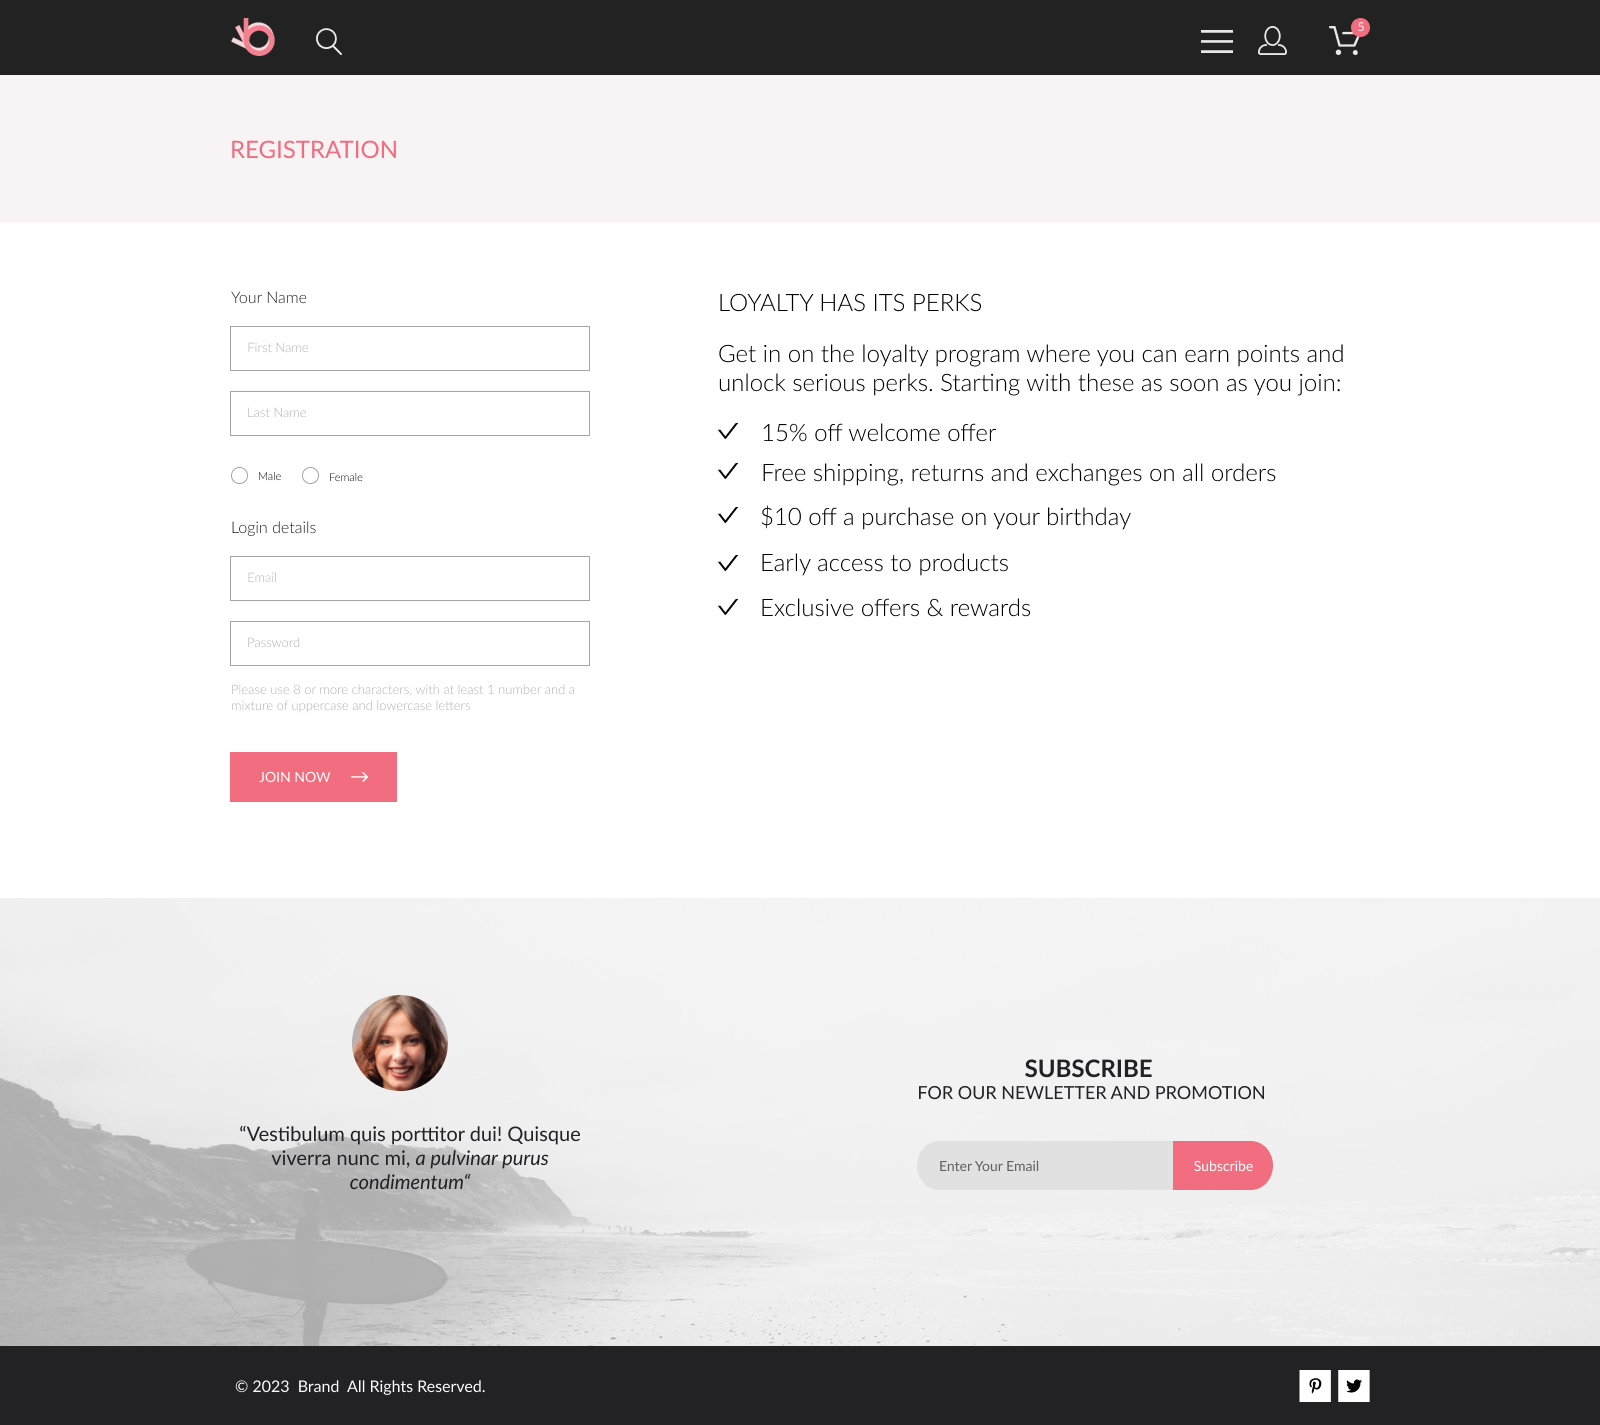 5
REGISTRATION
Your Name
First Name
Last Name
Male Female
Login details
Email
Password
Please use 8 or more characters, with at least 1 number and a
mixture of uppercase and lowercase letters
JOIN NOW
LOYALTY HAS ITS PERKS
Get in on the loyalty program where you can earn points and
unlock serious perks. Starting with these as soon as you join:
15% off welcome offer
Free shipping, returns and exchanges on all orders
$10 off a purchase on your birthday
Early access to products
Exclusive offers & rewards
“Vestibulum quis porttitor dui! Quisque
viverra nunc mi, a pulvinar purus
condimentum“
SUBSCRIBE
FOR OUR NEWLETTER AND PROMOTION
Enter Your Email
Subscribe
© 2023 Brand All Rights Reserved.